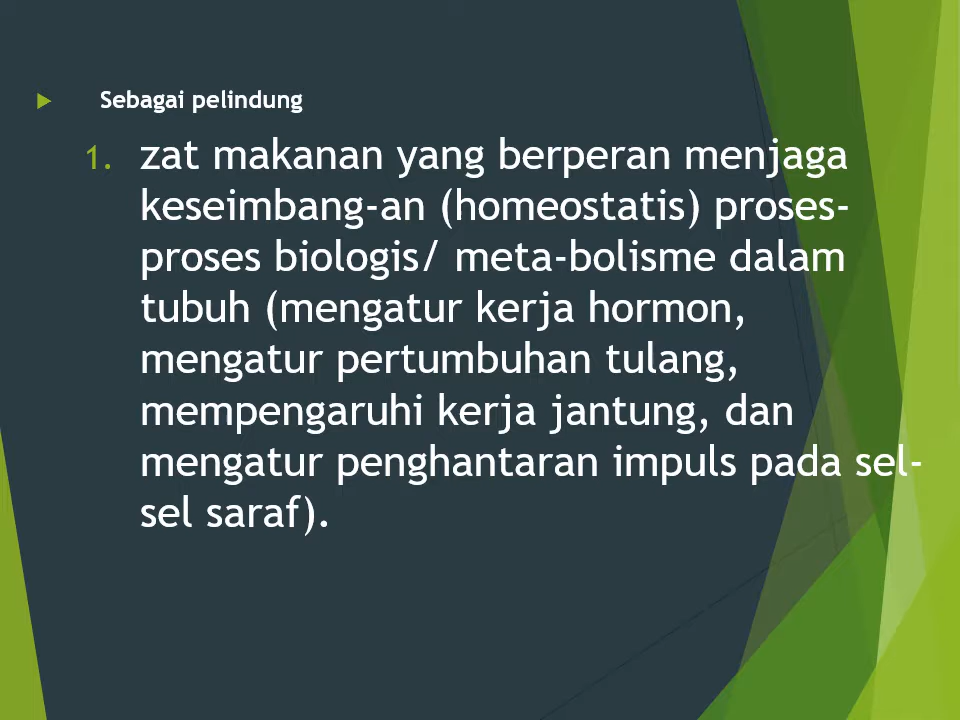 Sebagai pelindung
1. zat makanan yang berperan menjaga
keseimbang-an (homeostatis) proses-
proses biologis/ meta-bolisme dalam
tubuh (mengatur kerja hormon,
mengatur pertumbuhan tulang,
mempengaruhi kerja jantung, dan
mengatur penghantaran impuls pada sel-
sel saraf).